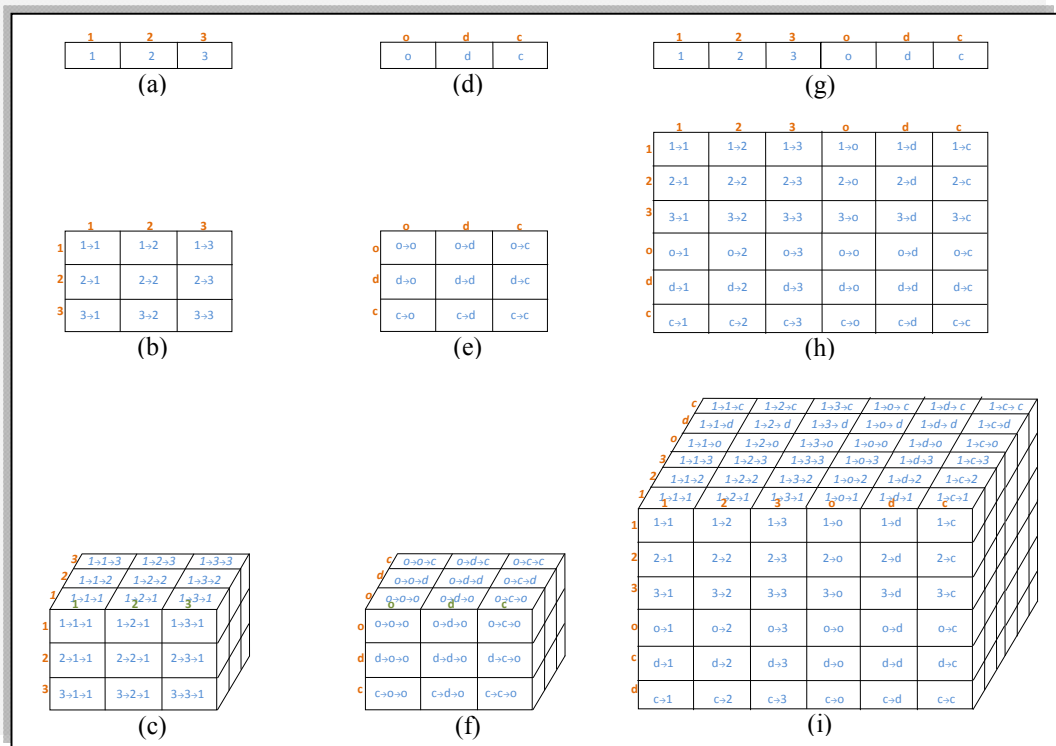 1 2 3
1 2 3
(a)
o d c
o d c
(d)
1 2 3 o d c
1 2 3 o d c
(g)
1 2 3
1 1→1 1→2 1→3
2 2→1 2→2 2→3
3 3→1 3→2 3→3
(b)
o d c
o o→o o→d o→c
d d→o d→d d→c
c c→o c→d c→c
(e)
1 2 3 o d c
1 1→1 1→2 1→3 1→o 1→d 1→c
2 2→1 2→2 2→3 2→o 2→d 2→c
3 3→1 3→2 3→3 3→o 3→d 3→c
o o→1 o→2 o→3 o→o o→d o→c
d d→1 d→2 d→3 d→o d→d d→c
c c→1 c→2 c→3 c→o c→d c→c
(h)
3 1→1→3 1→2→3 1→3→3
2 1→1→2 1→2→2 1→3→2
1 1→1→1 1→2→1 1→3→1
1 2 3
1 1→1→1 1→2→1 1→3→1
2 2→1→1 2→2→1 2→3→1
3 3→1→1 3→2→1 3→3→1
(c)
c o→o→c o→d→c o→c→c
d o→o→d o→d→d o→c→d
o o→o→o o→d→o o→c→o
o d c
o o→o→o o→d→o o→c→o
d d→o→o d→d→o d→c→o
c c→o→o c→d→o c→c→o
(f)
c 1→1→c 1→2→c 1→3→c 1→o→ c 1→d→ c 1→c→ c
d 1→1→d 1→2→ d 1→3→ d 1→o→ d 1→d→ d 1→c→d
o 1→1→o 1→2→o 1→3→o 1→o→o 1→d→o 1→c→o
3 1→1→3 1→2→3 1→3→3 1→o→3 1→d→3 1→c→3
2 1→1→2 1→2→2 1→3→2 1→o→2 1→d→2 1→c→2
1 1→1→1 1→2→1 1→3→1 1→o→1 1→d→1 1→c→1
1 2 3 o d c
1 1→1 1→2 1→3 1→o 1→d 1→c
2 2→1 2→2 2→3 2→o 2→d 2→c
3 3→1 3→2 3→3 3→o 3→d 3→c
o o→1 o→2 o→3 o→o o→d o→c
c d→1 d→2 d→3 d→o d→d d→c
d c→1 c→2 c→3 c→o c→d c→c
(i)